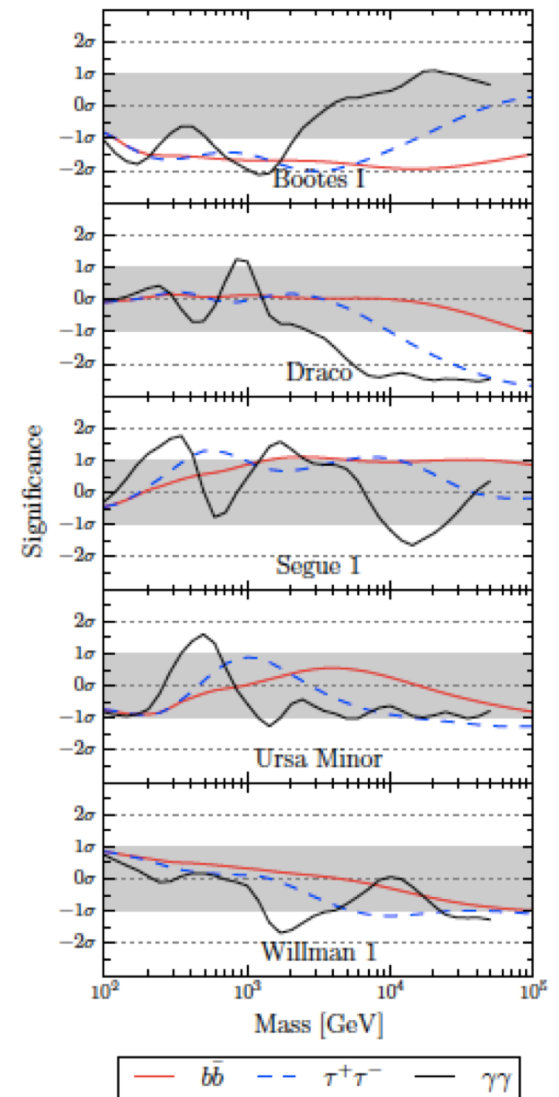 2σ
1σ
0σ
−1σ
−2σ
Bootes I
2σ
1σ
0σ
−1σ
−2σ
Draco
2σ
1σ
0σ
−1σ
−2σ
Segue 1
2σ
1σ
0σ
−1σ
−2σ
Ursa Minor
2σ
1σ
0σ
−1σ
−2σ
Willman 1
Significance
10² 10³ 10⁴ 10⁵
Mass [GeV]
bb̄ τ⁺τ⁻ γγ